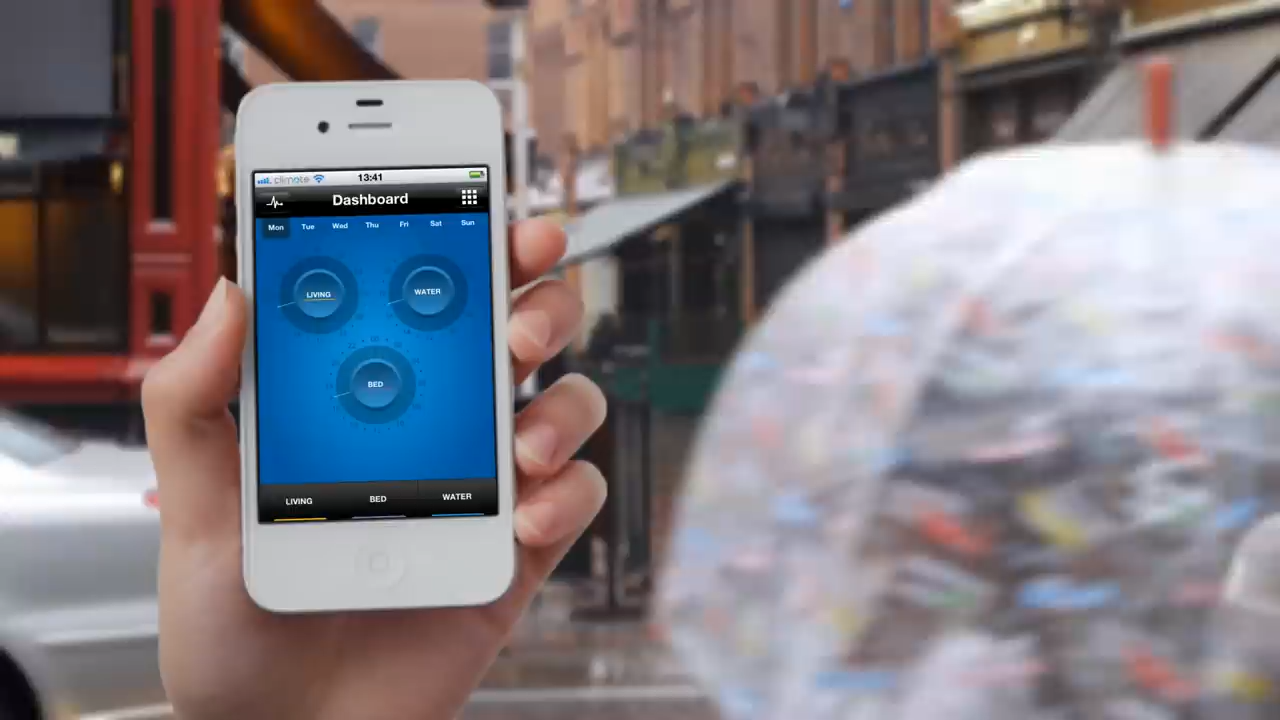 climote 13:41
Dashboard
Mon Tue Wed Thu Fri Sat Sun
LIVING WATER
BED
LIVING BED WATER